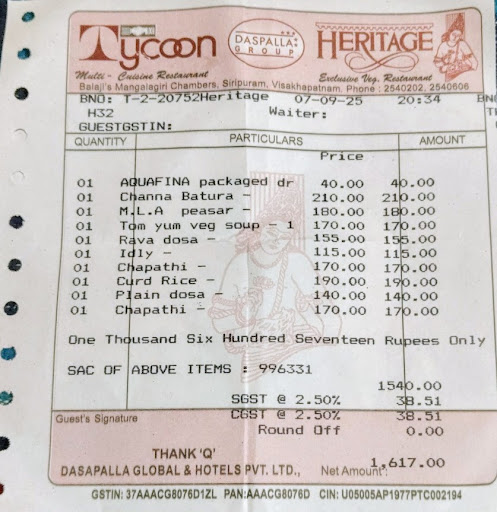 Tycoon
DASPALLA
GROUP
HERITAGE
Multi - Cuisine Restaurant
Exclusive Veg. Restaurant
Balaji's Mangalagiri Chambers, Siripuram, Visakhapatnam, Phone : 2540202, 2540606
BNO: T-2-20752Heritage 07-09-25 20:34 BNO
H32 Waiter:
GUESTGSTIN:
QUANTITY PARTICULARS AMOUNT
Price
01 AQUAFINA packaged dr 40.00 40.00
01 Channa Batura - 210.00 210.00
01 M.L.A peasar - 180.00 180.00
01 Tom yum veg soup - 1 170.00 170.00
01 Rava dosa - 155.00 155.00
01 Idly - 115.00 115.00
01 Chapathi - 170.00 170.00
01 Curd Rice - 190.00 190.00
01 Plain dosa - 140.00 140.00
01 Chapathi - 170.00 170.00
One Thousand Six Hundred Seventeen Rupees Only
SAC OF ABOVE ITEMS : 996331
1540.00
SGST @ 2.50% 38.51
CGST @ 2.50% 38.51
Guest's Signature
Round Off 0.00
THANK 'Q'
DASAPALLA GLOBAL & HOTELS PVT. LTD., Net Amount: 1,617.00
GSTIN: 37AAACG8076D1ZL PAN:AAACG8076D CIN: U05005AP1977PTC002194